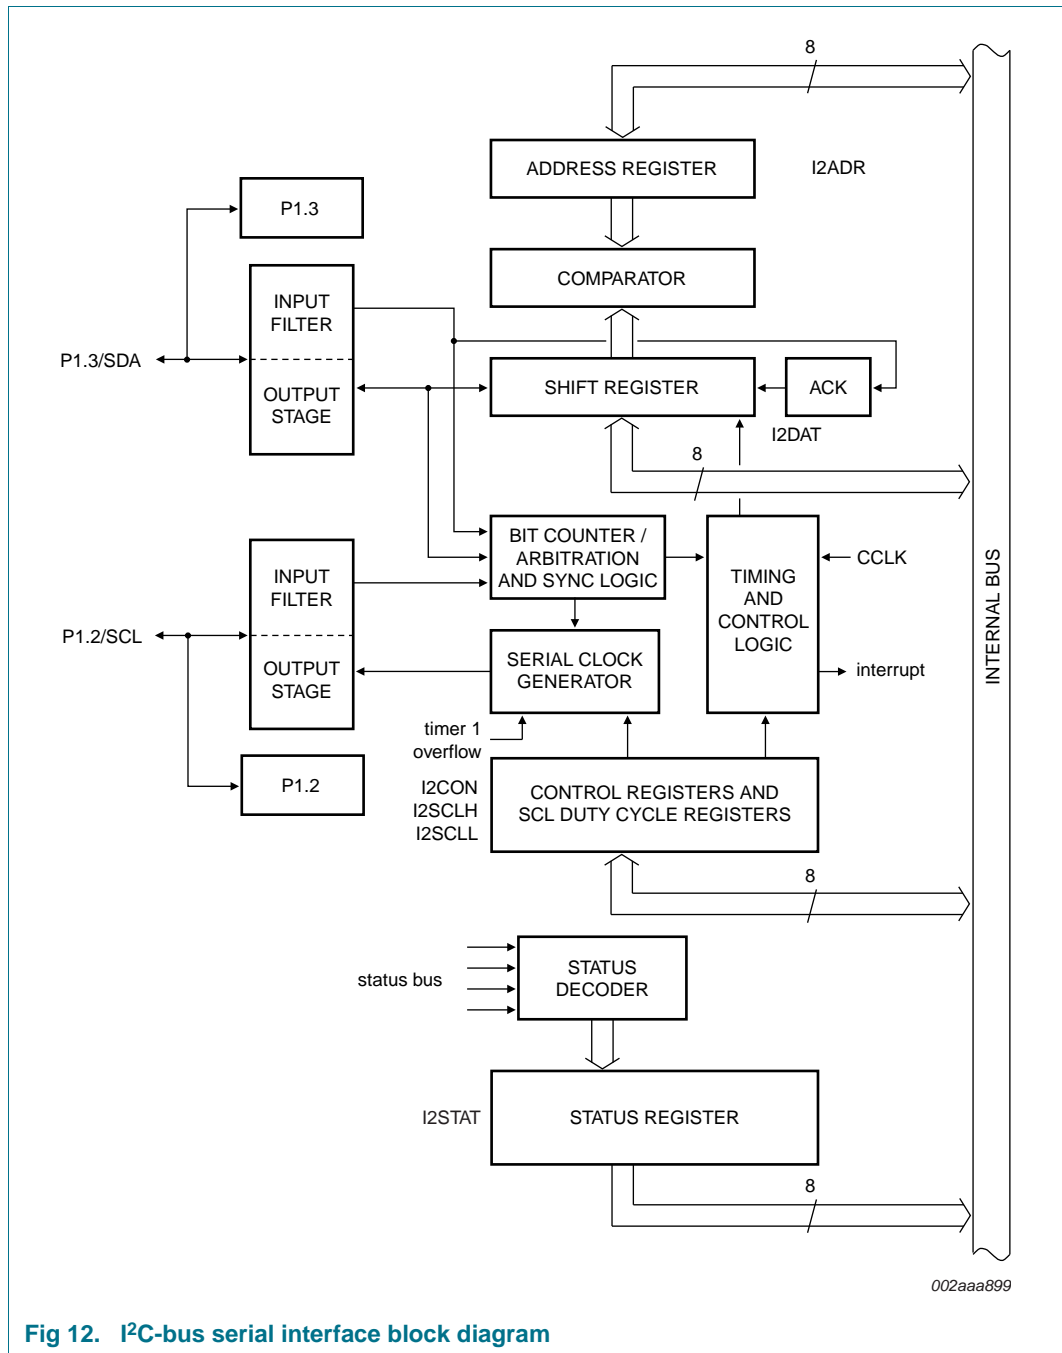 8
ADDRESS REGISTER
I2ADR
P1.3
COMPARATOR
INPUT
FILTER
P1.3/SDA
OUTPUT
STAGE
SHIFT REGISTER
ACK
I2DAT
8
BIT COUNTER /
ARBITRATION
AND SYNC LOGIC
INPUT
FILTER
TIMING
AND
CONTROL
LOGIC
CCLK
INTERNAL BUS
P1.2/SCL
OUTPUT
STAGE
SERIAL CLOCK
GENERATOR
interrupt
timer 1
overflow
P1.2
I2CON
I2SCLH
I2SCLL
CONTROL REGISTERS AND
SCL DUTY CYCLE REGISTERS
8
status bus
STATUS
DECODER
I2STAT
STATUS REGISTER
8
002aaa899
Fig 12. I²C-bus serial interface block diagram